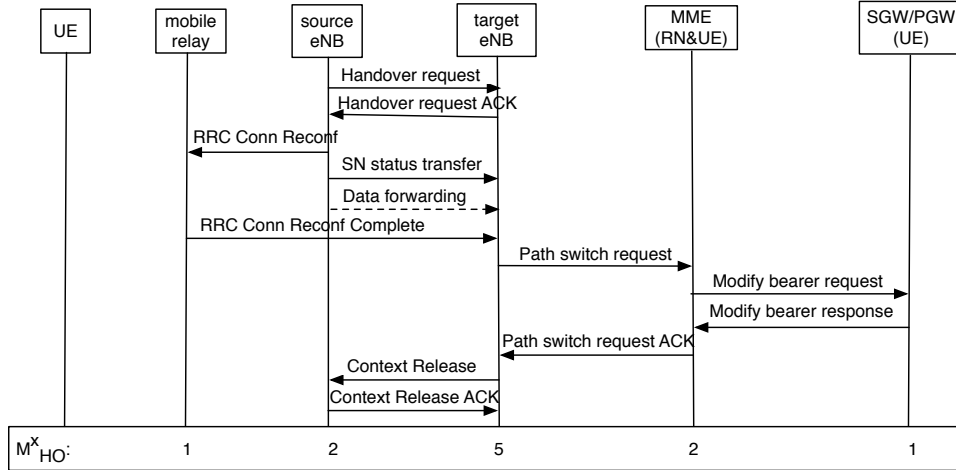 UE
mobile
relay
source
eNB
target
eNB
MME
(RN&UE)
SGW/PGW
(UE)
Handover request
Handover request ACK
RRC Conn Reconf
SN status transfer
Data forwarding
RRC Conn Reconf Complete
Path switch request
Modify bearer request
Modify bearer response
Path switch request ACK
Context Release
Context Release ACK
M^x_HO: 1 2 5 2 1